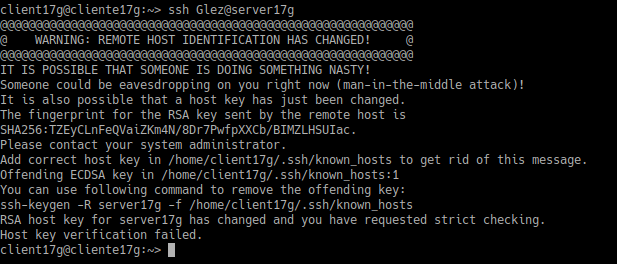 client17g@cliente17g:~> ssh Glez@server17g
@@@@@@@@@@@@@@@@@@@@@@@@@@@@@@@@@@@@@@@@@@@@@@@@@@@@@@@@@@@
@    WARNING: REMOTE HOST IDENTIFICATION HAS CHANGED!     @
@@@@@@@@@@@@@@@@@@@@@@@@@@@@@@@@@@@@@@@@@@@@@@@@@@@@@@@@@@@
IT IS POSSIBLE THAT SOMEONE IS DOING SOMETHING NASTY!
Someone could be eavesdropping on you right now (man-in-the-middle attack)!
It is also possible that a host key has just been changed.
The fingerprint for the RSA key sent by the remote host is
SHA256:TZEyCLnFeQVaiZKm4N/8Dr7PwfpXXCb/BIMZLHSUIac.
Please contact your system administrator.
Add correct host key in /home/client17g/.ssh/known_hosts to get rid of this message.
Offending ECDSA key in /home/client17g/.ssh/known_hosts:1
You can use following command to remove the offending key:
ssh-keygen -R server17g -f /home/client17g/.ssh/known_hosts
RSA host key for server17g has changed and you have requested strict checking.
Host key verification failed.
client17g@cliente17g:~>